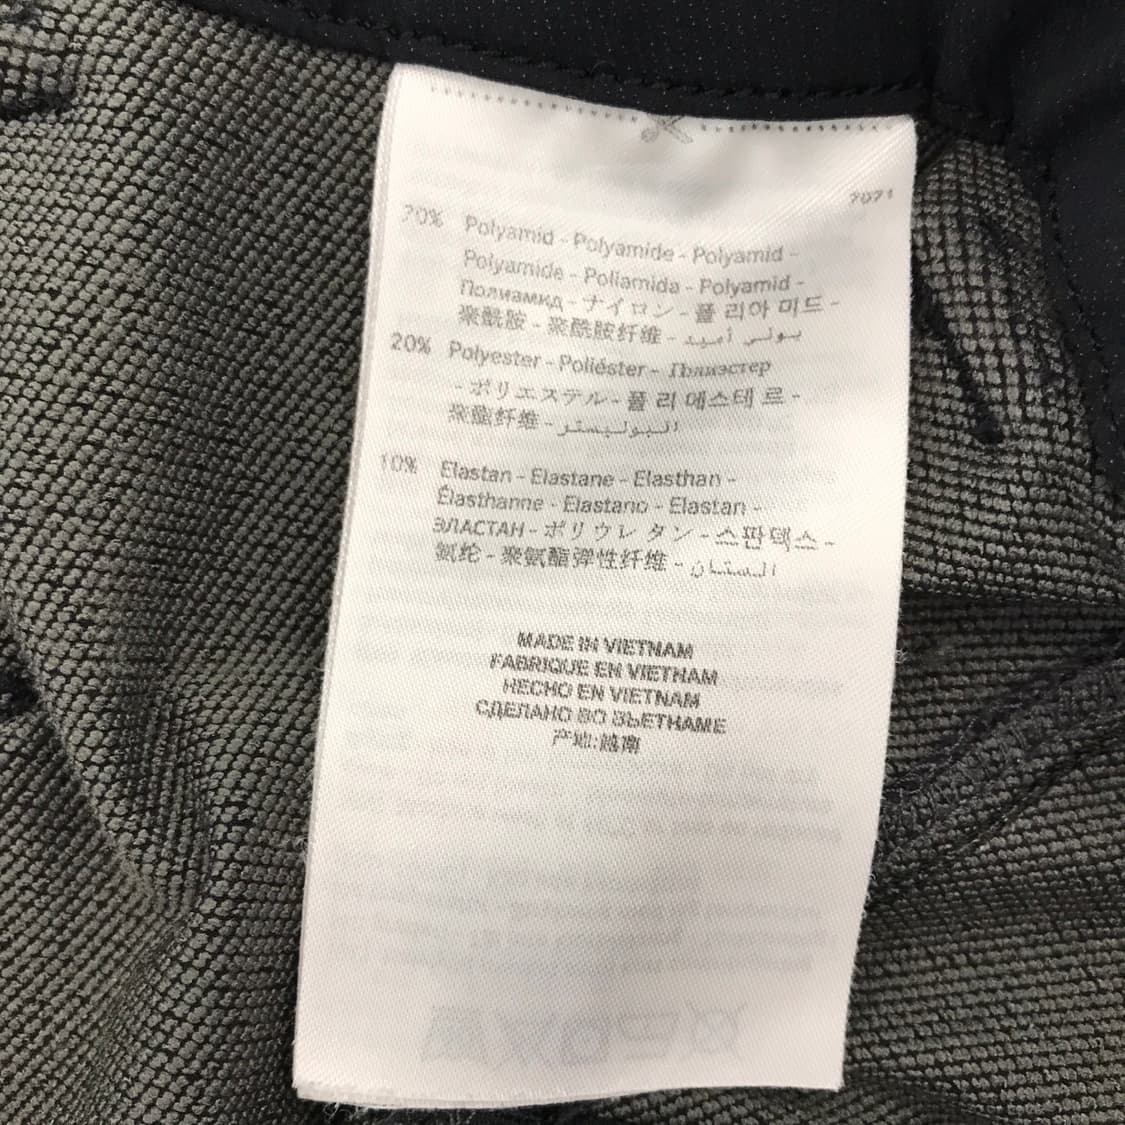 7071
70% Polyamid - Polyamide - Polyamid -
Polyamide - Poliamida - Polyamid -
Полиамид - ナイロン - 폴 리아 미드 -
聚酰胺 - 聚酰胺纤维 - بولي أميد
20% Polyester - Poliéster - Полиэстер
- ポリエステル - 폴 리 에스테 르 -
聚酯纤维 - البوليستر
10% Elastan - Elastane - Elasthan -
Élasthanne - Elastano - Elastan -
ЭЛАСТАН - ポリウレタン - 스판덱스 -
氨纶 - 聚氨酯弹性纤维 - الستان
MADE IN VIETNAM
FABRIQUE EN VIETNAM
HECHO EN VIETNAM
СДЕЛАНО ВО ВЬЕТНАМЕ
产地:越南